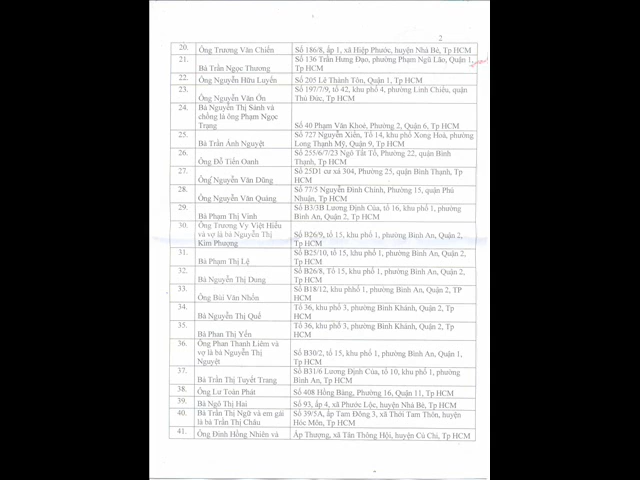 2
20. Ông Trương Văn Chiến Số 186/8, ấp 1, xã Hiệp Phước, huyện Nhà Bè, Tp HCM
21. Số 136 Trần Hưng Đạo, phường Phạm Ngũ Lão, Quận 1,
Bà Trần Ngọc Thương Tp HCM
22. Ông Nguyễn Hữu Luyến Số 205 Lê Thánh Tôn, Quận 1, Tp HCM
23. Số 197/7/9, tổ 42, khu phố 4, phường Linh Chiểu, quận
Ông Nguyễn Văn Ổn Thủ Đức, Tp HCM
24. Bà Nguyễn Thị Sánh và
chồng là ông Phạm Ngọc
Trạng Số 40 Phạm Văn Khoẻ, Phường 2, Quận 6, Tp HCM
25. Số 727 Nguyễn Xiển, Tổ 14, khu phố Xong Hoà, phường
Bà Trần Ánh Nguyệt Long Thạnh Mỹ, Quận 9, Tp HCM
26. Số 255/6/7/23 Ngô Tất Tố, Phường 22, quận Bình
Ông Đỗ Tiến Oanh Thạnh, Tp HCM
27. Số 25D1 cư xá 304, Phường 25, quận Bình Thạnh, Tp
Ông Nguyễn Văn Dũng HCM
28. Số 77/5 Nguyễn Đình Chính, Phường 15, quận Phú
Ông Nguyễn Văn Quảng Nhuận, Tp HCM
29. Số B3/3B Lương Định Của, tổ 16, khu phố 1, phường
Bà Phạm Thị Vinh Bình An, Quận 2, Tp HCM
30. Ông Trương Vy Việt Hiếu
và vợ là bà Nguyễn Thị Số B26/9, tổ 15, khu phố 1, phường Bình An, Quận 2,
Kim Phượng Tp HCM
31. Số B25/10, tổ 15, khu phố 1, phường Bình An, Quận 2,
Bà Phạm Thị Lệ Tp HCM
32. Số B26/8, Tổ 15, khu phố 1, phường Bình An, Quận 2,
Bà Nguyễn Thị Dung Tp HCM
33. Số B18/12, khu phhố 1, phường Bình An, Quận 2, TP
Ông Bùi Văn Nhốn HCM
34. Tổ 36, khu phố 3, phường Bình Khánh, Quận 2, Tp
Bà Nguyễn Thị Quế HCM
35. Tổ 36, khu phố 3, phường Bình Khánh, Quận 2, Tp
Bà Phan Thị Yến HCM
36. Ông Phan Thanh Liêm và
vợ là bà Nguyễn Thị Số B30/2, tổ 15, khu phố 1, phường Bình An, Quận 1,
Nguyệt Tp HCM
37. Số B31/6 Lương Định Của, tổ 10, khu phố 1, phường
Bà Trần Thị Tuyết Trang Bình An, Tp HCM
38. Ông Lư Toàn Phát Số 408 Hồng Bàng, Phường 16, Quận 11, Tp HCM
39. Bà Ngô Thị Hai Số 93, ấp 4, xã Phước Lộc, huyện Nhà Bè, Tp HCM
40. Bà Trần Thị Ngữ và em gái Số 39/5A, ấp Tam Đông 3, xã Thới Tam Thôn, huyện
là bà Trần Thị Châu Hóc Môn, Tp HCM
41. Ông Đinh Hồng Nhiên và Ấp Thượng, xã Tân Thông Hội, huyện Củ Chi, Tp HCM